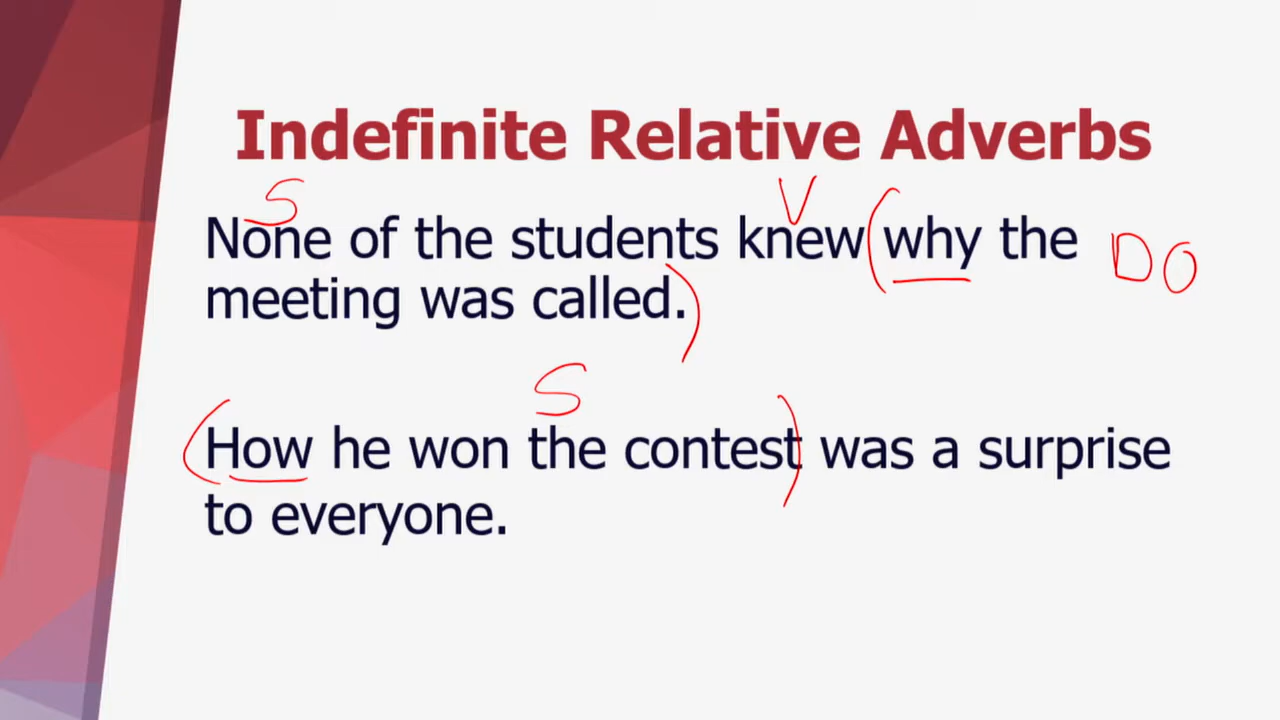 Indefinite Relative Adverbs
S V
None of the students knew (why the DO
meeting was called.)
S
(How he won the contest) was a surprise
to everyone.